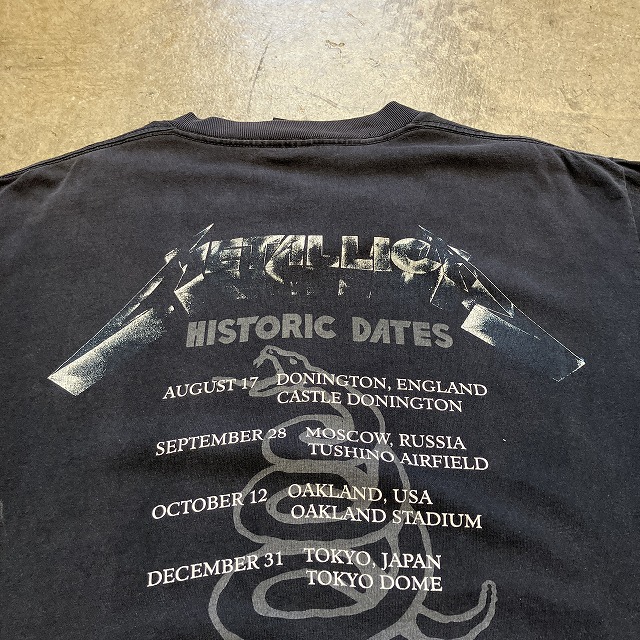 METALLICA
HISTORIC DATES
AUGUST 17 DONINGTON, ENGLAND
CASTLE DONINGTON
SEPTEMBER 28 MOSCOW, RUSSIA
TUSHINO AIRFIELD
OCTOBER 12 OAKLAND, USA
OAKLAND STADIUM
DECEMBER 31 TOKYO, JAPAN
TOKYO DOME